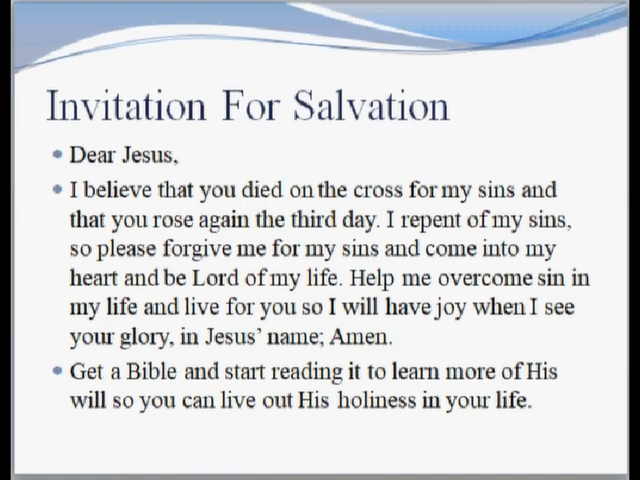 Invitation For Salvation
• Dear Jesus,
• I believe that you died on the cross for my sins and
that you rose again the third day. I repent of my sins,
so please forgive me for my sins and come into my
heart and be Lord of my life. Help me overcome sin in
my life and live for you so I will have joy when I see
your glory, in Jesus’ name; Amen.
• Get a Bible and start reading it to learn more of His
will so you can live out His holiness in your life.